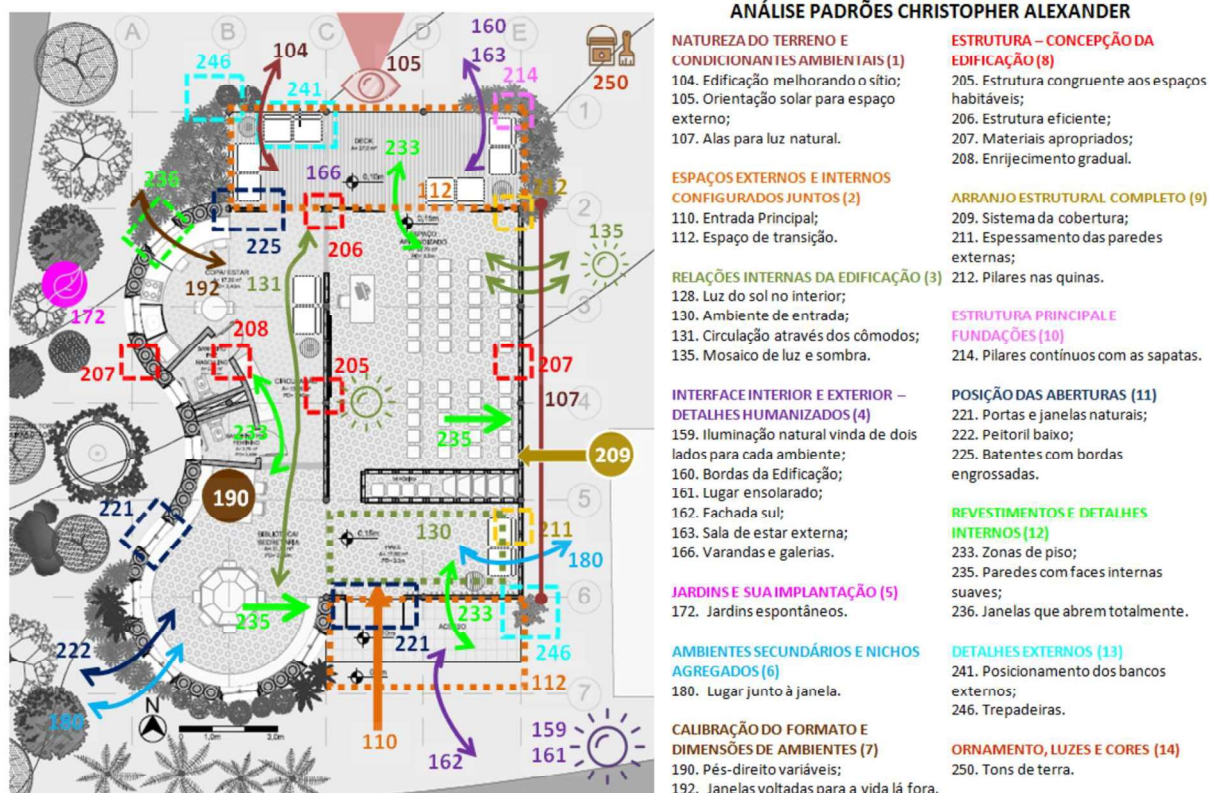 A
B
C
D
E
160
163
104
105
250
246
241
214
1
DECK
233
166
0,10m
112
212
2
236
225
206
0,15m
ESPAÇO
135
COPA/ESTAR
131
192
172
3
208
207
205
207
107
CIRCULAÇÃO
4
233
235
209
190
221
5
130
211
BIBLIOTECA/
SECRETARIA
0,15m
180
6
235
233
222
221
ACESSO
246
180
112
7
N
0
1,0m
3,0m
110
162
159
161
ANÁLISE PADRÕES CHRISTOPHER ALEXANDER
NATUREZA DO TERRENO E
CONDICIONANTES AMBIENTAIS (1)
104. Edificação melhorando o sítio;
105. Orientação solar para espaço
externo;
107. Alas para luz natural.
ESPAÇOS EXTERNOS E INTERNOS
CONFIGURADOS JUNTOS (2)
110. Entrada Principal;
112. Espaço de transição.
RELAÇÕES INTERNAS DA EDIFICAÇÃO (3)
128. Luz do sol no interior;
130. Ambiente de entrada;
131. Circulação através dos cômodos;
135. Mosaico de luz e sombra.
INTERFACE INTERIOR E EXTERIOR –
DETALHES HUMANIZADOS (4)
159. Iluminação natural vinda de dois
lados para cada ambiente;
160. Bordas da Edificação;
161. Lugar ensolarado;
162. Fachada sul;
163. Sala de estar externa;
166. Varandas e galerias.
JARDINS E SUA IMPLANTAÇÃO (5)
172. Jardins espontâneos.
AMBIENTES SECUNDÁRIOS E NICHOS
AGREGADOS (6)
180. Lugar junto à janela.
CALIBRAÇÃO DO FORMATO E
DIMENSÕES DE AMBIENTES (7)
190. Pés-direito variáveis;
192. Janelas voltadas para a vida lá fora.
ESTRUTURA – CONCEPÇÃO DA
EDIFICAÇÃO (8)
205. Estrutura congruente aos espaços
habitáveis;
206. Estrutura eficiente;
207. Materiais apropriados;
208. Enrijecimento gradual.
ARRANJO ESTRUTURAL COMPLETO (9)
209. Sistema da cobertura;
211. Espessamento das paredes
externas;
212. Pilares nas quinas.
ESTRUTURA PRINCIPAL E
FUNDAÇÕES (10)
214. Pilares contínuos com as sapatas.
POSIÇÃO DAS ABERTURAS (11)
221. Portas e janelas naturais;
222. Peitoril baixo;
225. Batentes com bordas
engrossadas.
REVESTIMENTOS E DETALHES
INTERNOS (12)
233. Zonas de piso;
235. Paredes com faces internas
suaves;
236. Janelas que abrem totalmente.
DETALHES EXTERNOS (13)
241. Posicionamento dos bancos
externos;
246. Trepadeiras.
ORNAMENTO, LUZES E CORES (14)
250. Tons de terra.